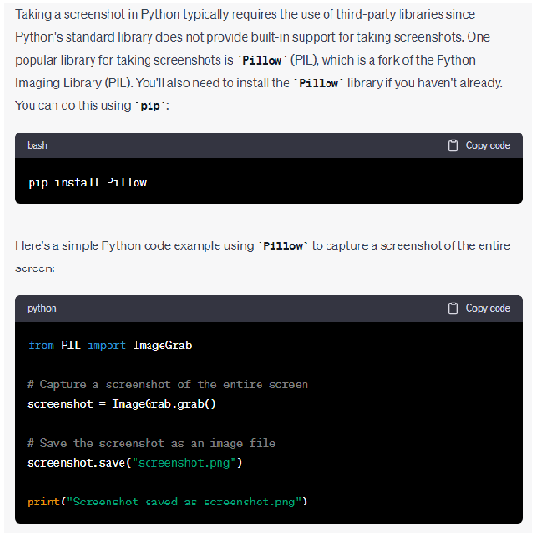 Taking a screenshot in Python typically requires the use of third-party libraries since
Python's standard library does not provide built-in support for taking screenshots. One
popular library for taking screenshots is `Pillow` (PIL), which is a fork of the Python
Imaging Library (PIL). You'll also need to install the `Pillow` library if you haven't already.
You can do this using `pip`:
bash Copy code
pip install Pillow
Here's a simple Python code example using `Pillow` to capture a screenshot of the entire
screen:
python Copy code
from PIL import ImageGrab
# Capture a screenshot of the entire screen
screenshot = ImageGrab.grab()
# Save the screenshot as an image file
screenshot.save("screenshot.png")
print("Screenshot saved as screenshot.png")